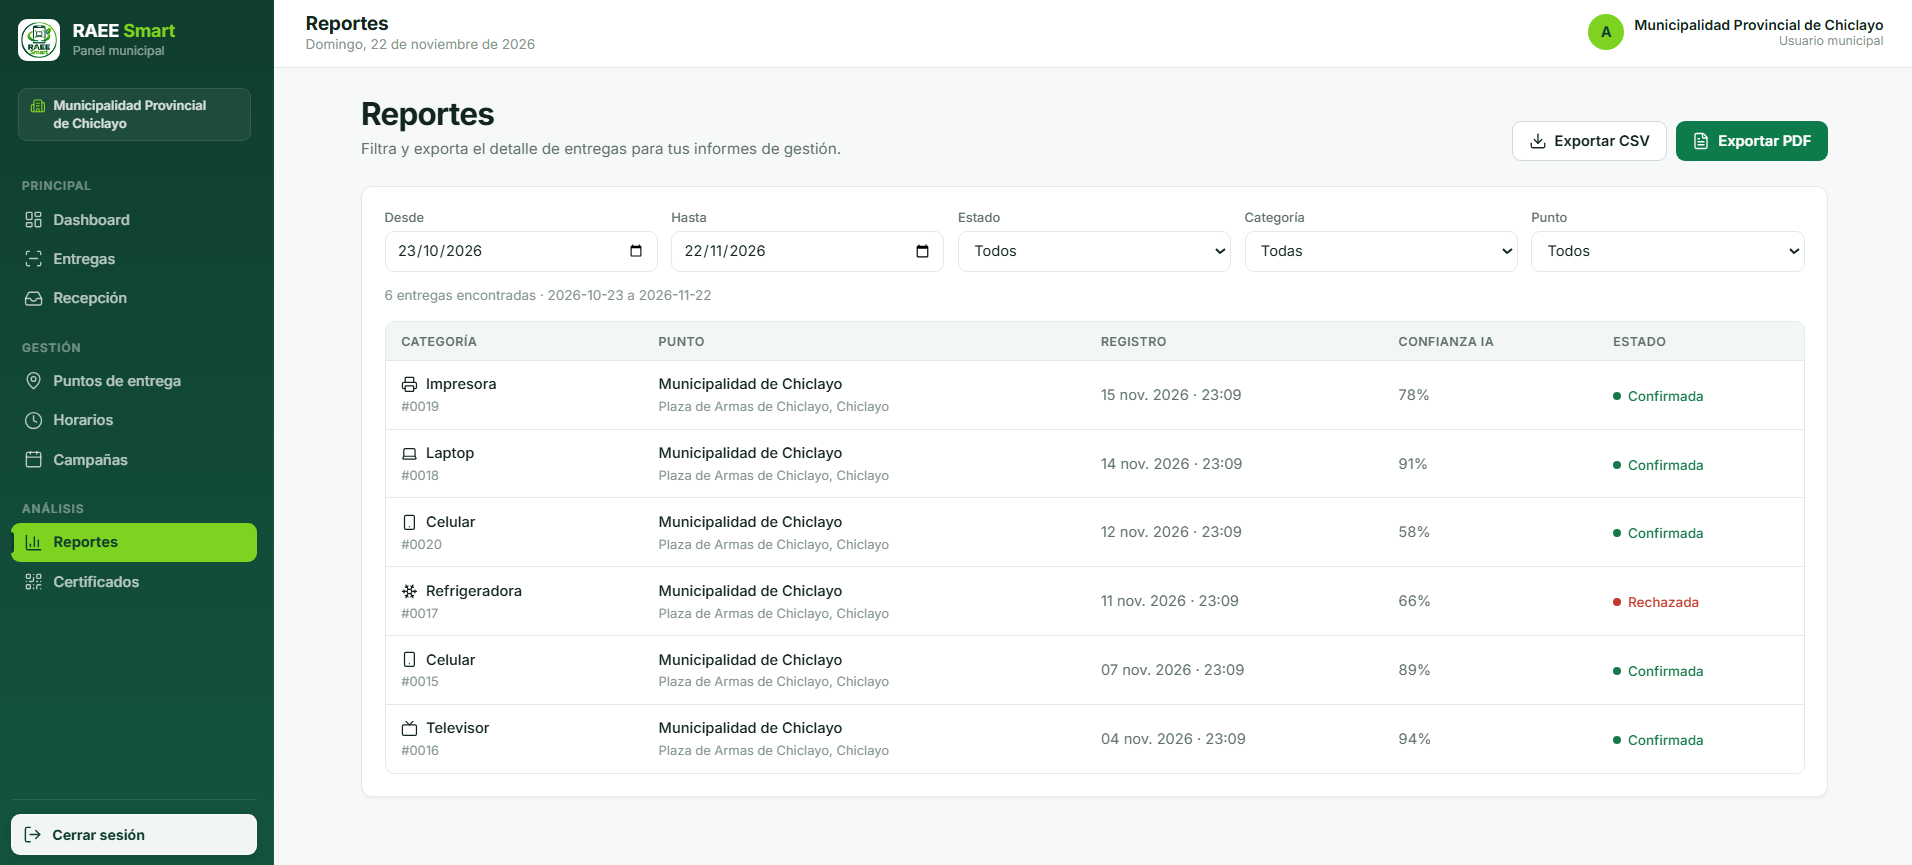 RAEE Smart
Panel municipal
Municipalidad Provincial
de Chiclayo
PRINCIPAL
Dashboard
Entregas
Recepción
GESTIÓN
Puntos de entrega
Horarios
Campañas
ANÁLISIS
Reportes
Certificados
Cerrar sesión
Reportes
Domingo, 22 de noviembre de 2026
A
Municipalidad Provincial de Chiclayo
Usuario municipal
Reportes
Filtra y exporta el detalle de entregas para tus informes de gestión.
Exportar CSV
Exportar PDF
Desde Hasta Estado Categoría Punto
23/10/2026 22/11/2026 Todos Todas Todos
6 entregas encontradas · 2026-10-23 a 2026-11-22
CATEGORÍA PUNTO REGISTRO CONFIANZA IA ESTADO
Impresora Municipalidad de Chiclayo 15 nov. 2026 · 23:09 78% Confirmada
#0019 Plaza de Armas de Chiclayo, Chiclayo
Laptop Municipalidad de Chiclayo 14 nov. 2026 · 23:09 91% Confirmada
#0018 Plaza de Armas de Chiclayo, Chiclayo
Celular Municipalidad de Chiclayo 12 nov. 2026 · 23:09 58% Confirmada
#0020 Plaza de Armas de Chiclayo, Chiclayo
Refrigeradora Municipalidad de Chiclayo 11 nov. 2026 · 23:09 66% Rechazada
#0017 Plaza de Armas de Chiclayo, Chiclayo
Celular Municipalidad de Chiclayo 07 nov. 2026 · 23:09 89% Confirmada
#0015 Plaza de Armas de Chiclayo, Chiclayo
Televisor Municipalidad de Chiclayo 04 nov. 2026 · 23:09 94% Confirmada
#0016 Plaza de Armas de Chiclayo, Chiclayo